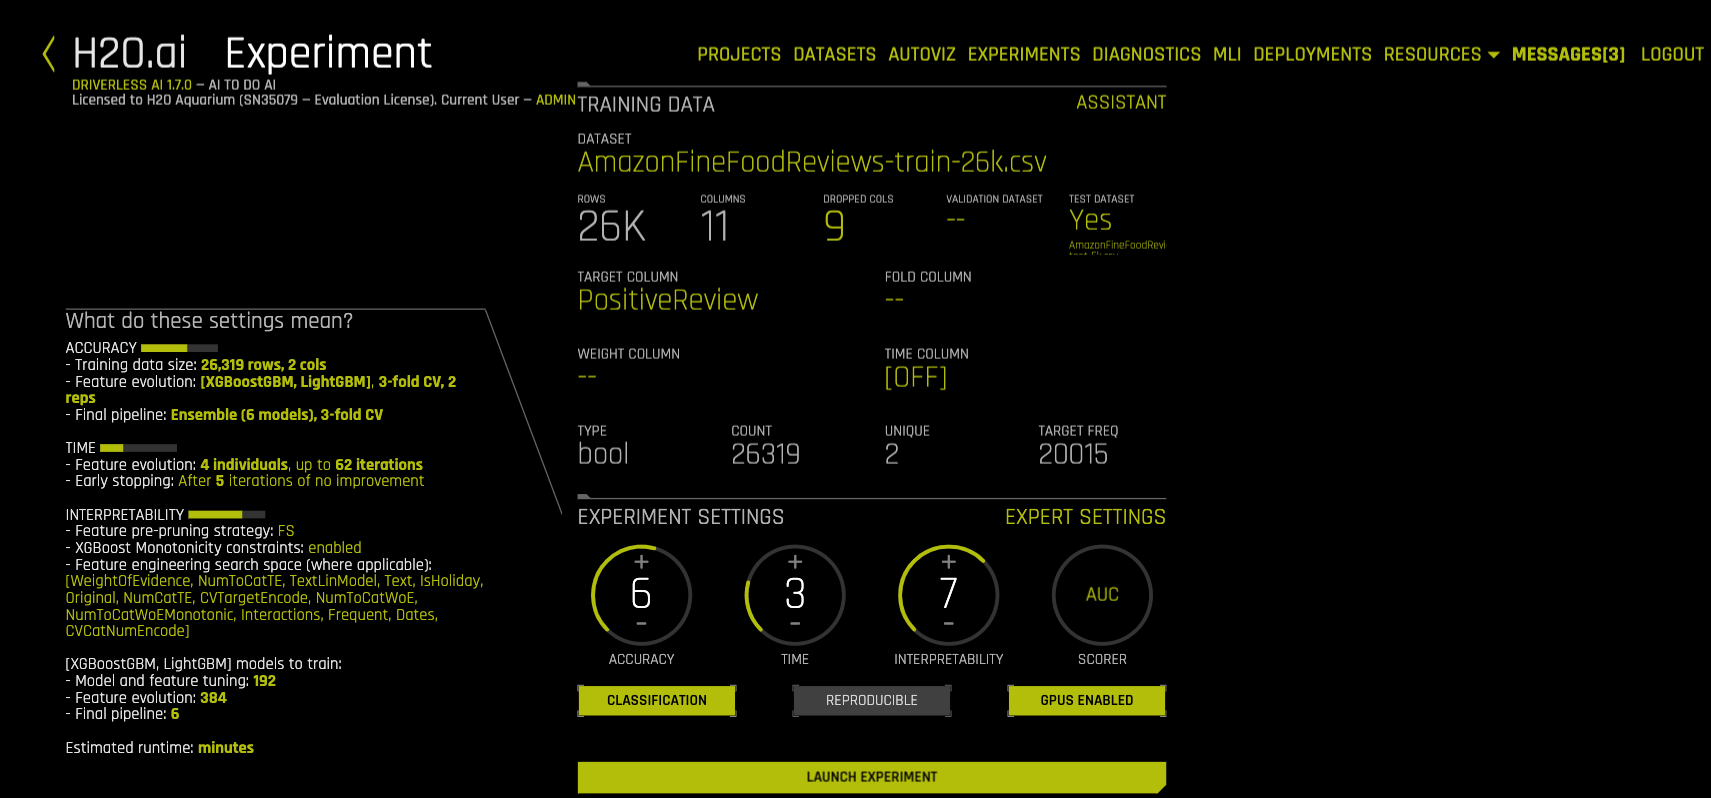 H2O.ai Experiment
PROJECTS DATASETS AUTOVIZ EXPERIMENTS DIAGNOSTICS MLI DEPLOYMENTS RESOURCES MESSAGES[3] LOGOUT
DRIVERLESS AI 1.7.0 — AI TO DO AI
Licensed to H2O Aquarium (SN35079 — Evaluation License). Current User — ADMIN
TRAINING DATA ASSISTANT
DATASET
AmazonFineFoodReviews-train-26k.csv
ROWS COLUMNS DROPPED COLS VALIDATION DATASET TEST DATASET
26K 11 9 -- Yes
AmazonFineFoodRevi
TARGET COLUMN FOLD COLUMN
PositiveReview --
WEIGHT COLUMN TIME COLUMN
-- [OFF]
TYPE COUNT UNIQUE TARGET FREQ
bool 26319 2 20015
What do these settings mean?
ACCURACY
- Training data size: 26,319 rows, 2 cols
- Feature evolution: [XGBoostGBM, LightGBM], 3-fold CV, 2
reps
- Final pipeline: Ensemble (6 models), 3-fold CV
TIME
- Feature evolution: 4 individuals, up to 62 iterations
- Early stopping: After 5 iterations of no improvement
INTERPRETABILITY
- Feature pre-pruning strategy: FS
- XGBoost Monotonicity constraints: enabled
- Feature engineering search space (where applicable):
[WeightOfEvidence, NumToCatTE, TextLinModel, Text, IsHoliday,
Original, NumCatTE, CVTargetEncode, NumToCatWoE,
NumToCatWoEMonotonic, Interactions, Frequent, Dates,
CVCatNumEncode]
[XGBoostGBM, LightGBM] models to train:
- Model and feature tuning: 192
- Feature evolution: 384
- Final pipeline: 6
Estimated runtime: minutes
EXPERIMENT SETTINGS EXPERT SETTINGS
+ + +
6 3 7 AUC
- - -
ACCURACY TIME INTERPRETABILITY SCORER
CLASSIFICATION REPRODUCIBLE GPUS ENABLED
LAUNCH EXPERIMENT